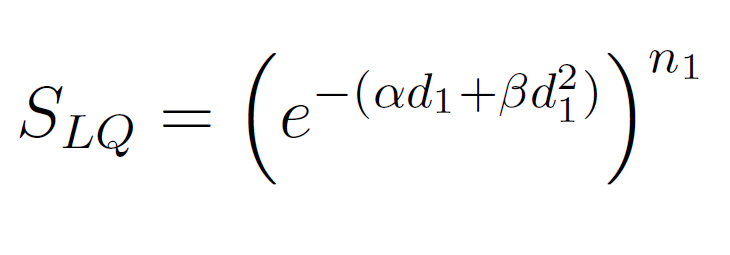 S_{LQ} = \left( e^{-(\alpha d_1 + \beta d_1^2)} \right)^{n_1}